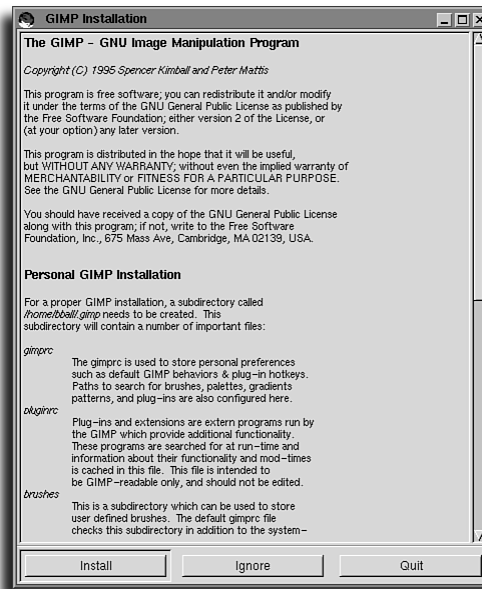 GIMP Installation
The GIMP - GNU Image Manipulation Program
Copyright (C) 1995 Spencer Kimball and Peter Mattis
This program is free software; you can redistribute it and/or modify
it under the terms of the GNU General Public License as published by
the Free Software Foundation; either version 2 of the License, or
(at your option) any later version.
This program is distributed in the hope that it will be useful,
but WITHOUT ANY WARRANTY; without even the implied warranty of
MERCHANTABILITY or FITNESS FOR A PARTICULAR PURPOSE.
See the GNU General Public License for more details.
You should have received a copy of the GNU General Public License
along with this program; if not, write to the Free Software
Foundation, Inc., 675 Mass Ave, Cambridge, MA 02139, USA.
Personal GIMP Installation
For a proper GIMP installation, a subdirectory called
/home/bball/.gimp needs to be created. This
subdirectory will contain a number of important files:
gimprc
The gimprc is used to store personal preferences
such as default GIMP behaviors & plug-in hotkeys.
Paths to search for brushes, palettes, gradients
patterns, and plug-ins are also configured here.
pluginrc
Plug-ins and extensions are extern programs run by
the GIMP which provide additional functionality.
These programs are searched for at run-time and
information about their functionality and mod-times
is cached in this file. This file is intended to
be GIMP-readable only, and should not be edited.
brushes
This is a subdirectory which can be used to store
user defined brushes. The default gimprc file
checks this subdirectory in addition to the system-
Install
Ignore
Quit